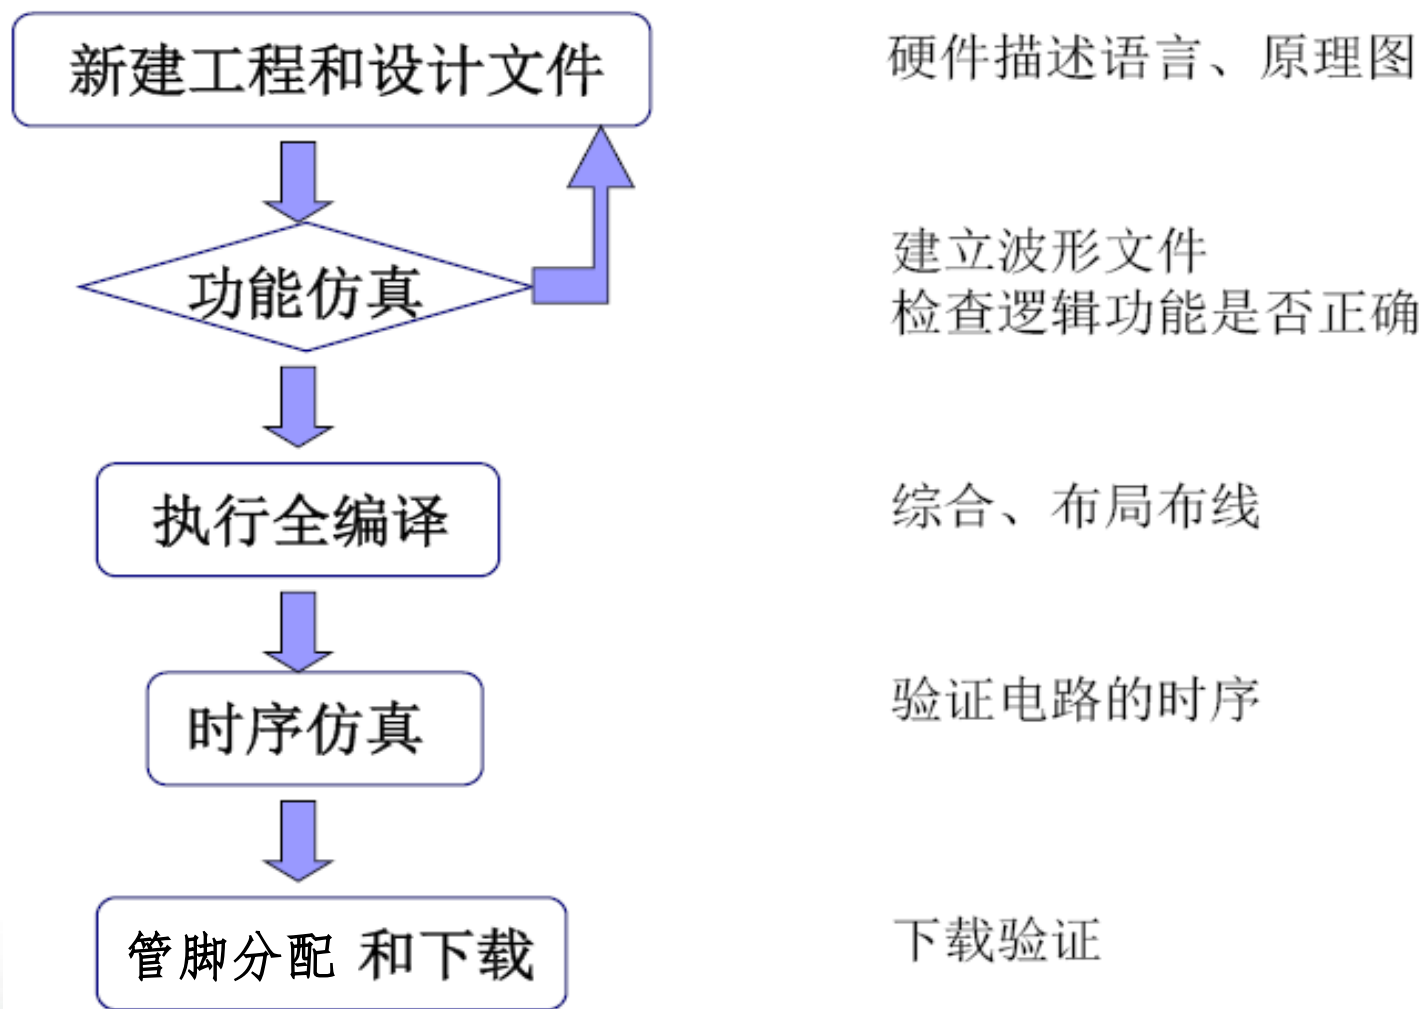 新建工程和设计文件
硬件描述语言、原理图
功能仿真
建立波形文件
检查逻辑功能是否正确
执行全编译
综合、布局布线
时序仿真
验证电路的时序
管脚分配 和下载
下载验证